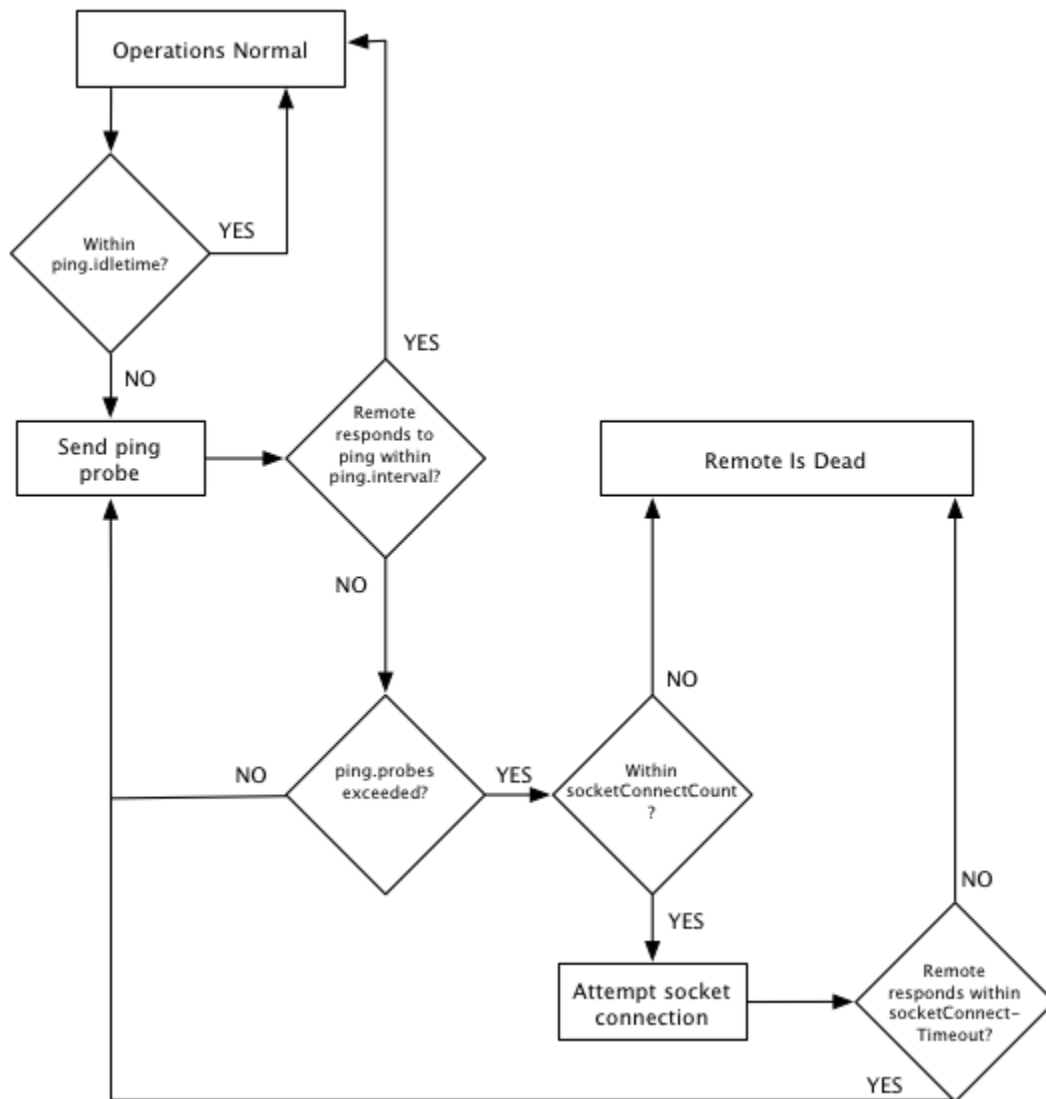 Operations Normal
Within
ping.idletime?
YES
NO
Send ping
probe
YES
Remote
responds to
ping within
ping.interval?
NO
Remote Is Dead
ping.probes
exceeded?
NO
YES
Within
socketConnectCount
?
NO
YES
Attempt socket
connection
Remote
responds within
socketConnect-
Timeout?
NO
YES